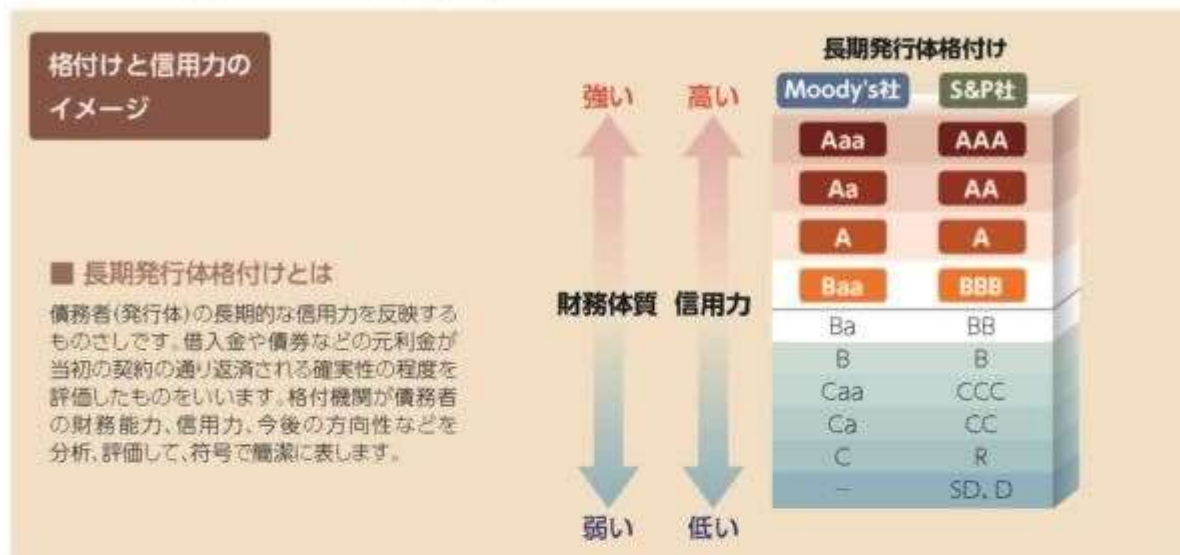 格付けと信用力の
イメージ
■ 長期発行体格付けとは
債務者(発行体)の長期的な信用力を反映する
ものさしです。借入金や債券などの元利金が
当初の契約の通り返済される確実性の程度を
評価したものをいいます。格付機関が債務者
の財務能力、信用力、今後の方向性などを
分析、評価して、符号で簡潔に表します。
強い 高い
財務体質 信用力
弱い 低い
長期発行体格付け
Moody's社 S&P社
Aaa AAA
Aa AA
A A
Baa BBB
Ba BB
B B
Caa CCC
Ca CC
C R
− SD、D